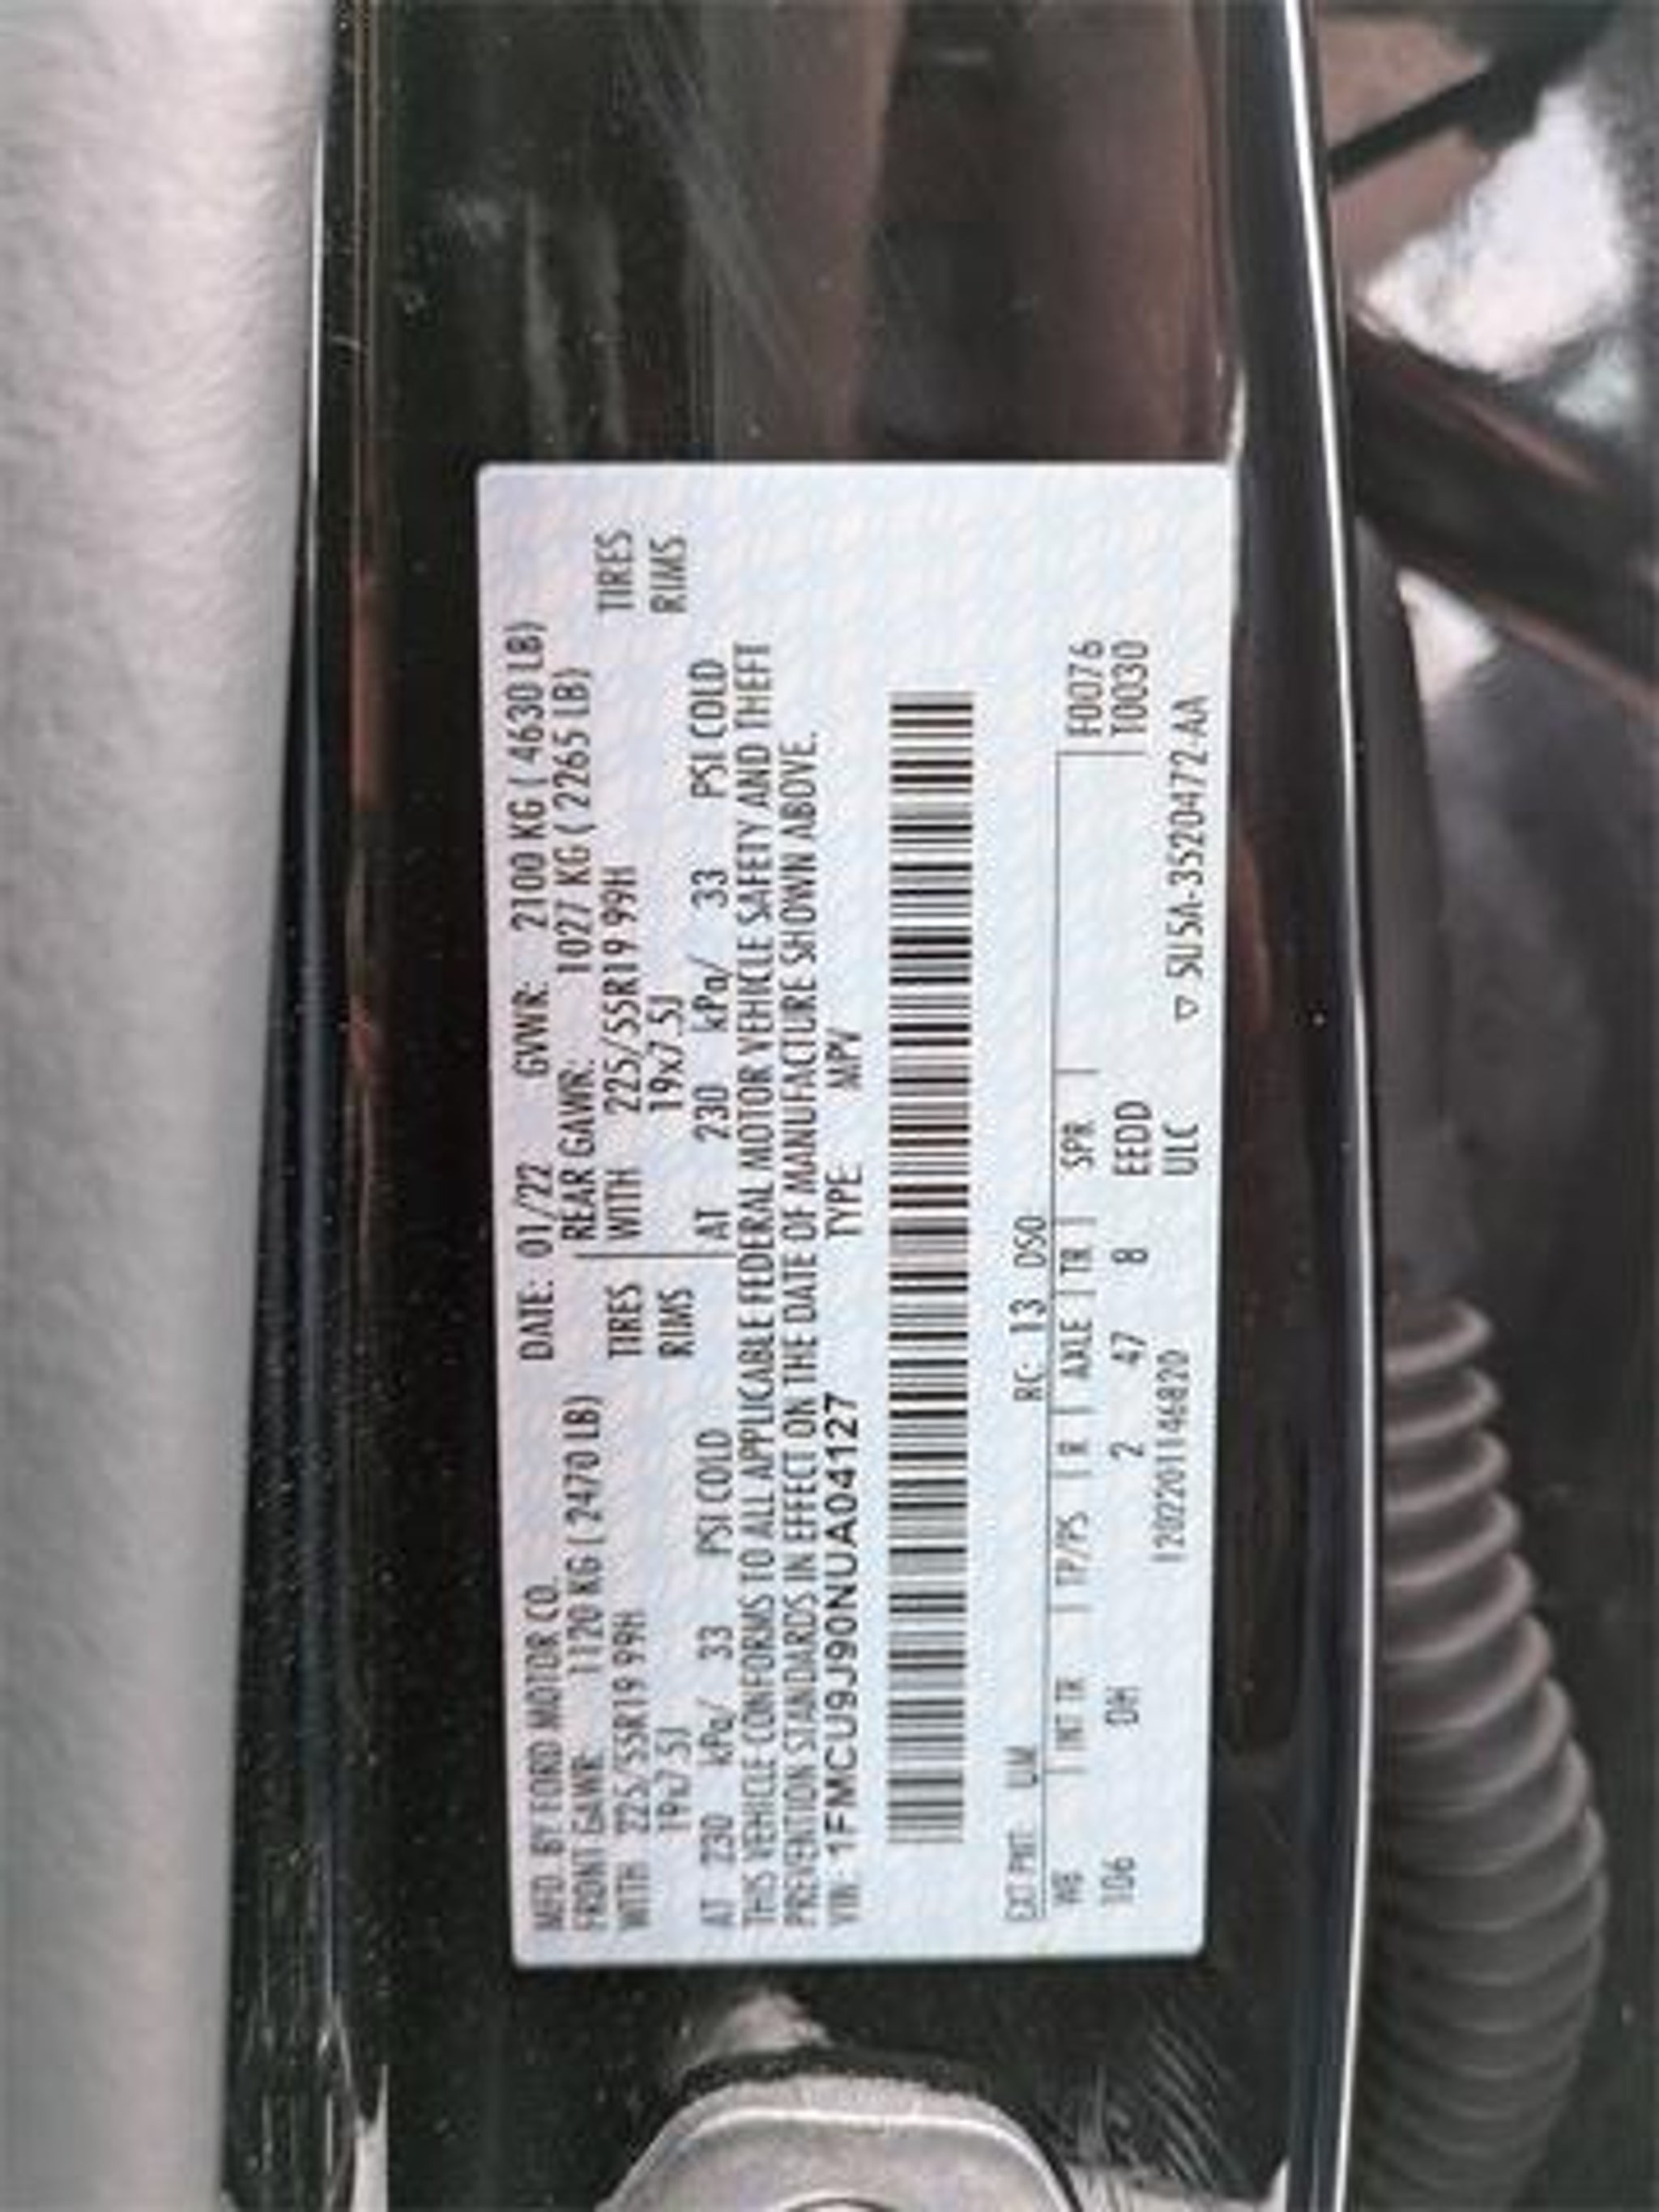 MFD. BY FORD MOTOR CO. DATE: 01/22 GVWR: 2100 KG ( 4630 LB)
FRONT GAWR: 1120 KG ( 2470 LB) REAR GAWR: 1027 KG ( 2265 LB)
WITH 225/55R19 99H TIRES WITH 225/55R19 99H TIRES
19x7.5J RIMS 19x7.5J RIMS
AT 230 kPa/ 33 PSI COLD AT 230 kPa/ 33 PSI COLD
THIS VEHICLE CONFORMS TO ALL APPLICABLE FEDERAL MOTOR VEHICLE SAFETY AND THEFT
PREVENTION STANDARDS IN EFFECT ON THE DATE OF MANUFACTURE SHOWN ABOVE.
VIN: 1FMCU9J90NUA04127 TYPE: MPV
EXT PNT: UM RC: 13 DSO
WB | INT TR | TP/PS | R | AXLE | TR | SPR | F0076
106 DH 2 47 8 EEDD T0030
12022201146820 ULC ▽ 5U5A-3520472-AA